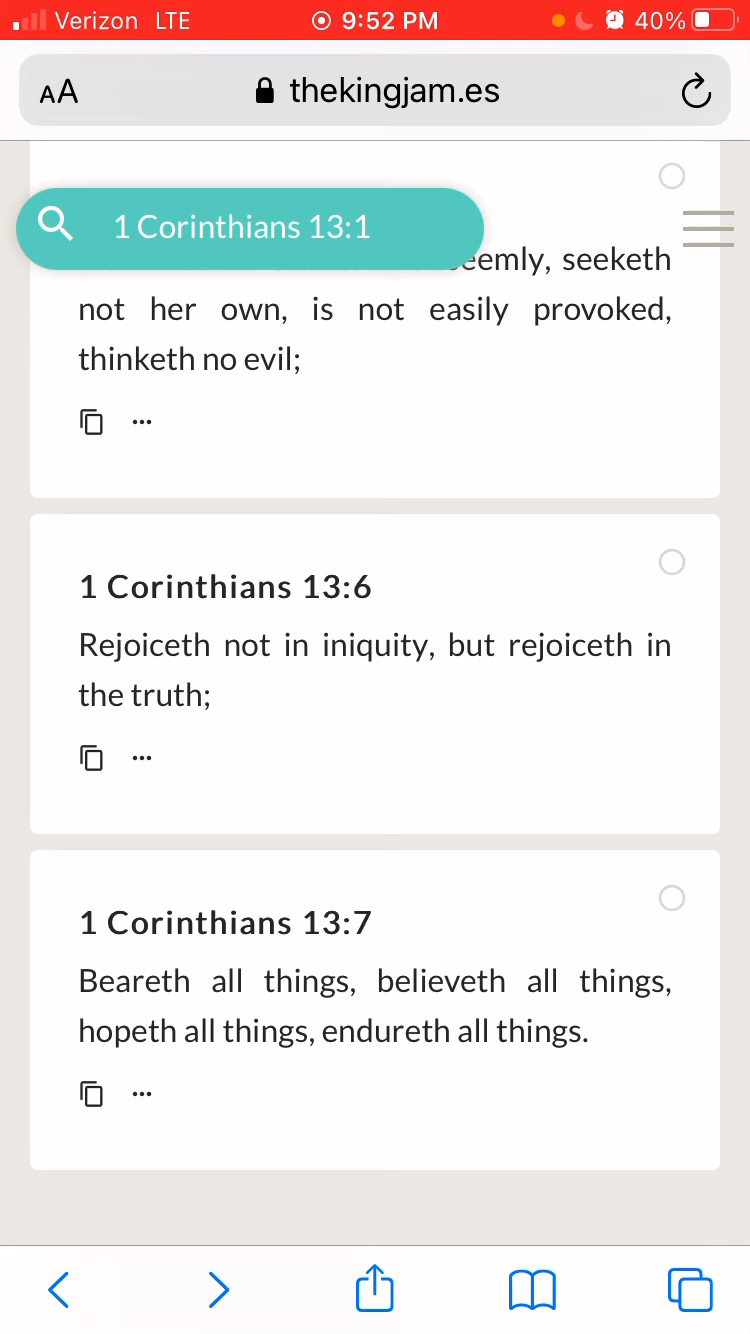 Verizon LTE 9:52 PM 40%
AA thekingjam.es
1 Corinthians 13:1
seeketh
not her own, is not easily provoked,
thinketh no evil;
1 Corinthians 13:6
Rejoiceth not in iniquity, but rejoiceth in
the truth;
1 Corinthians 13:7
Beareth all things, believeth all things,
hopeth all things, endureth all things.